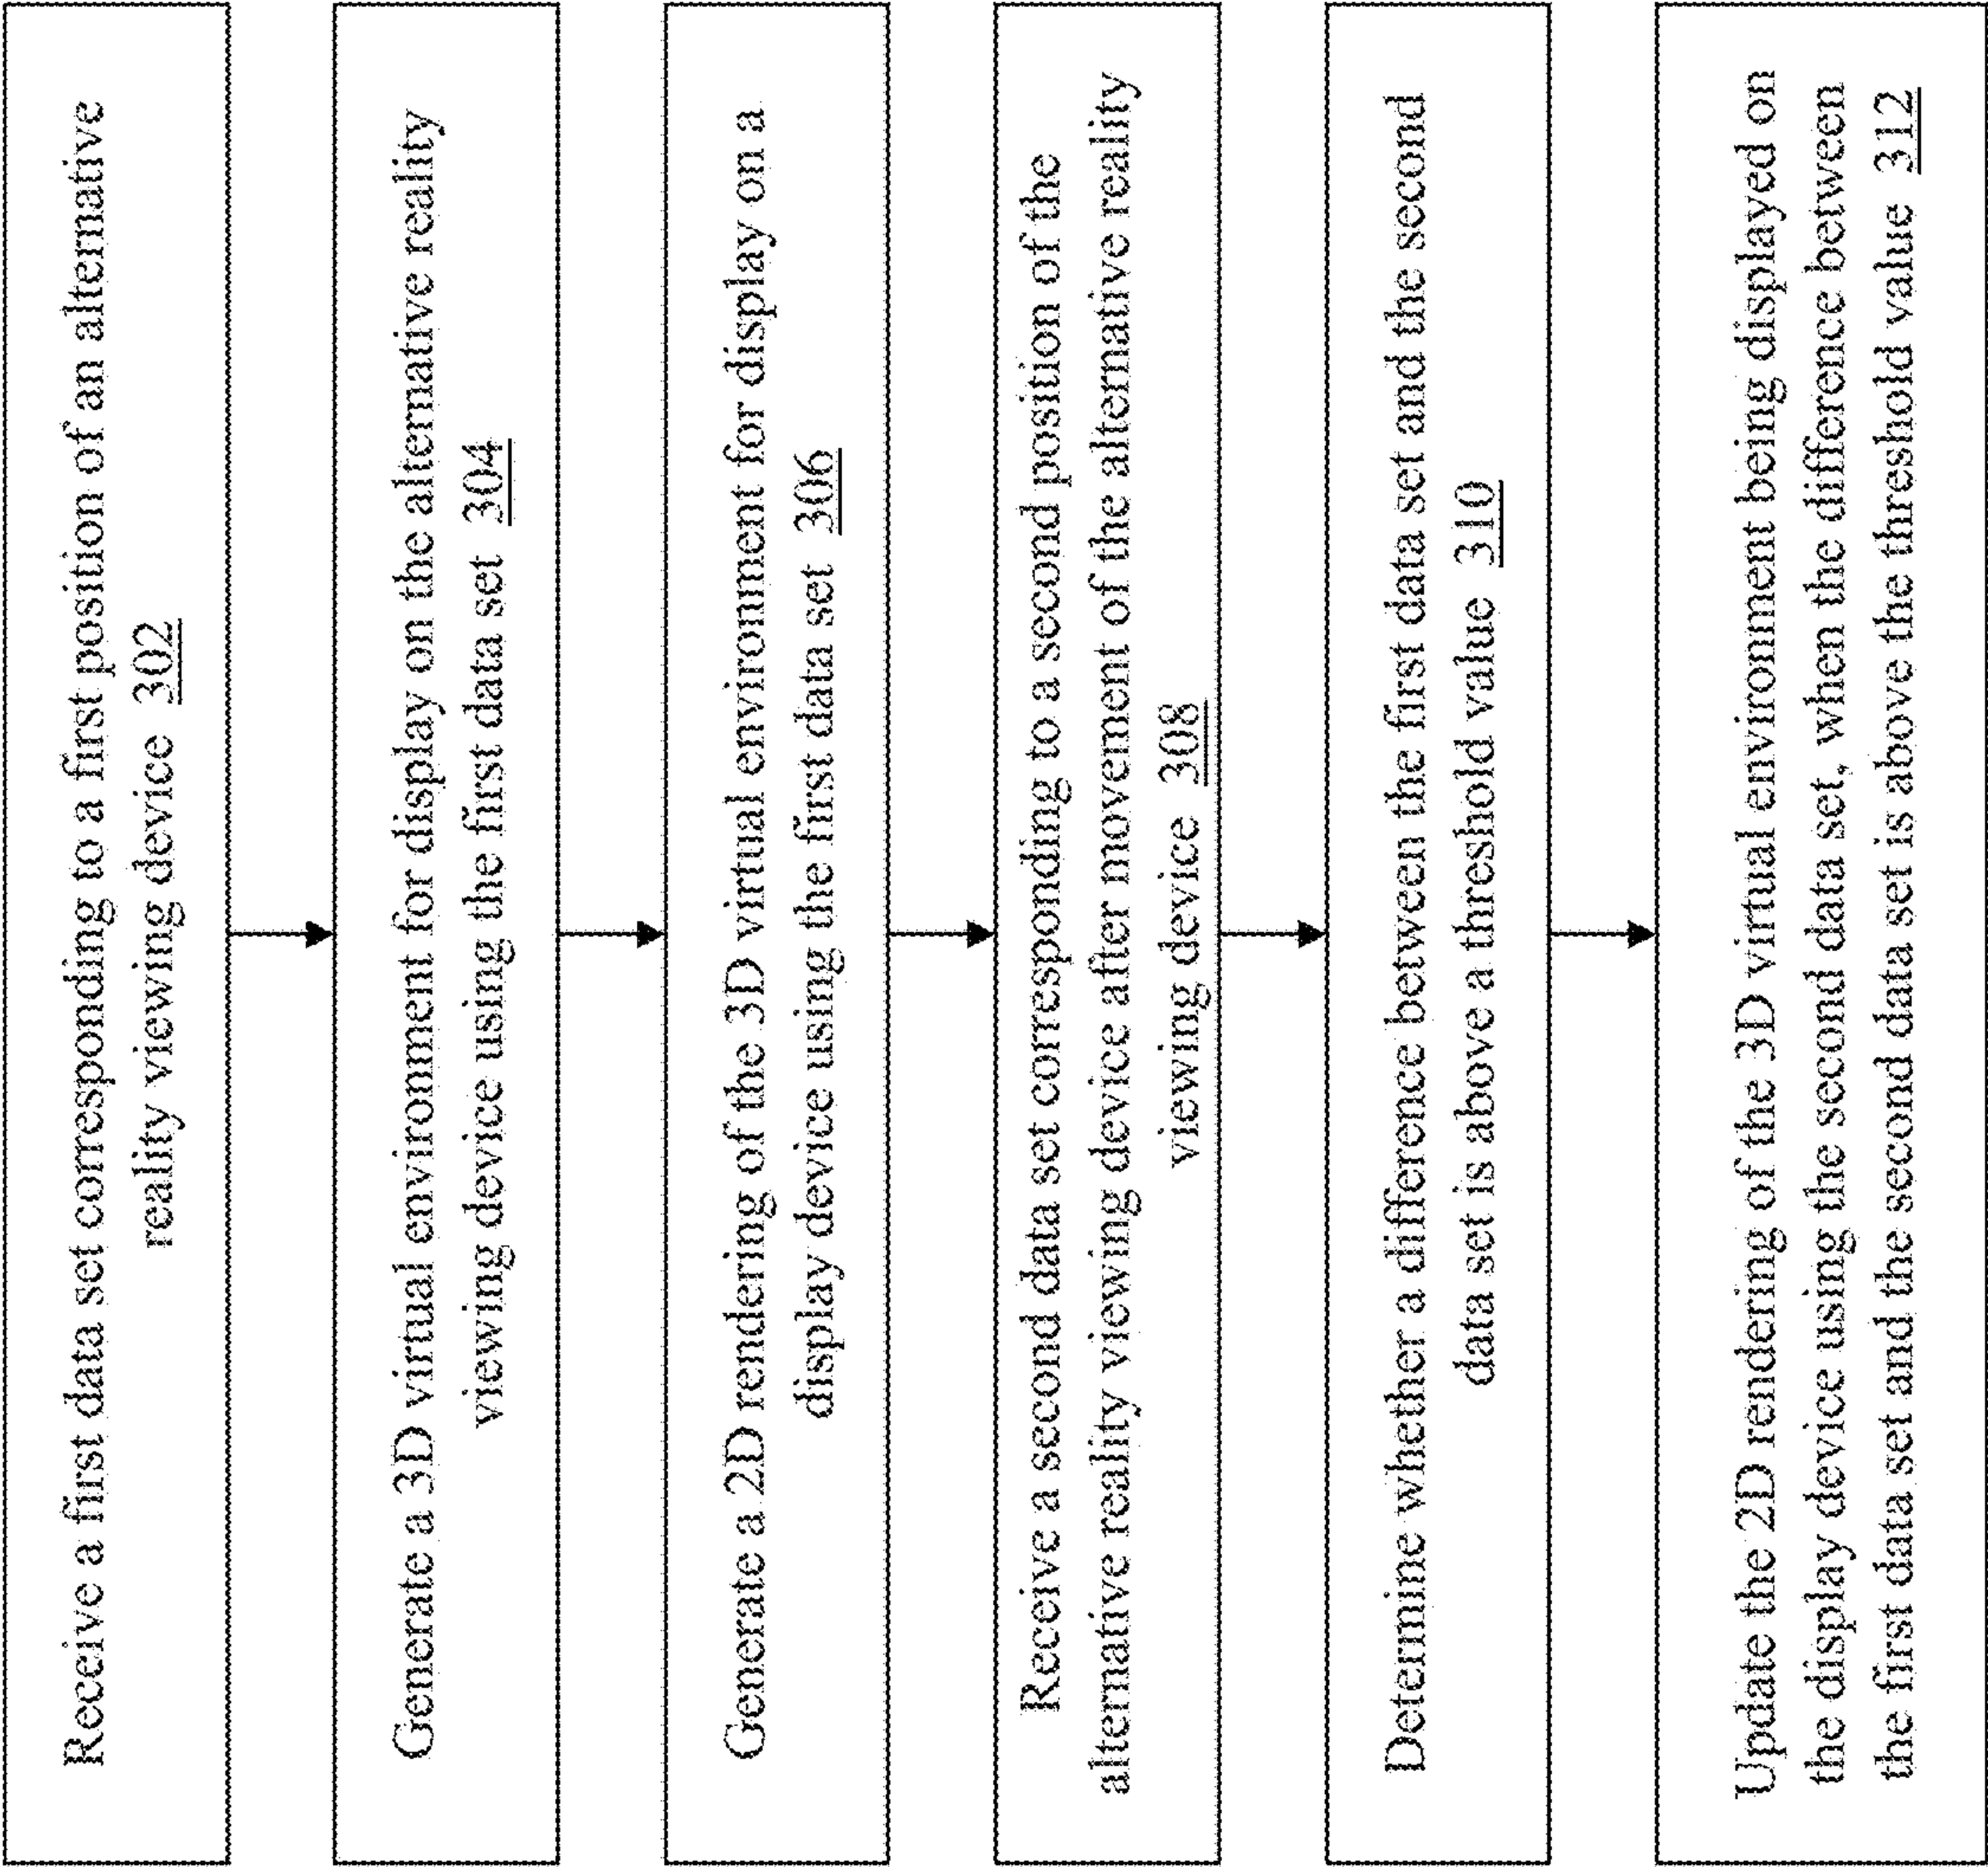 Receive a first data set corresponding to a first position of an alternative
reality viewing device 302
Generate a 3D virtual environment for display on the alternative reality
viewing device using the first data set 304
Generate a 2D rendering of the 3D virtual environment for display on a
display device using the first data set 306
Receive a second data set corresponding to a second position of the
alternative reality viewing device after movement of the alternative reality
viewing device 308
Determine whether a difference between the first data set and the second
data set is above a threshold value 310
Update the 2D rendering of the 3D virtual environment being displayed on
the display device using the second data set, when the difference between
the first data set and the second data set is above the threshold value 312